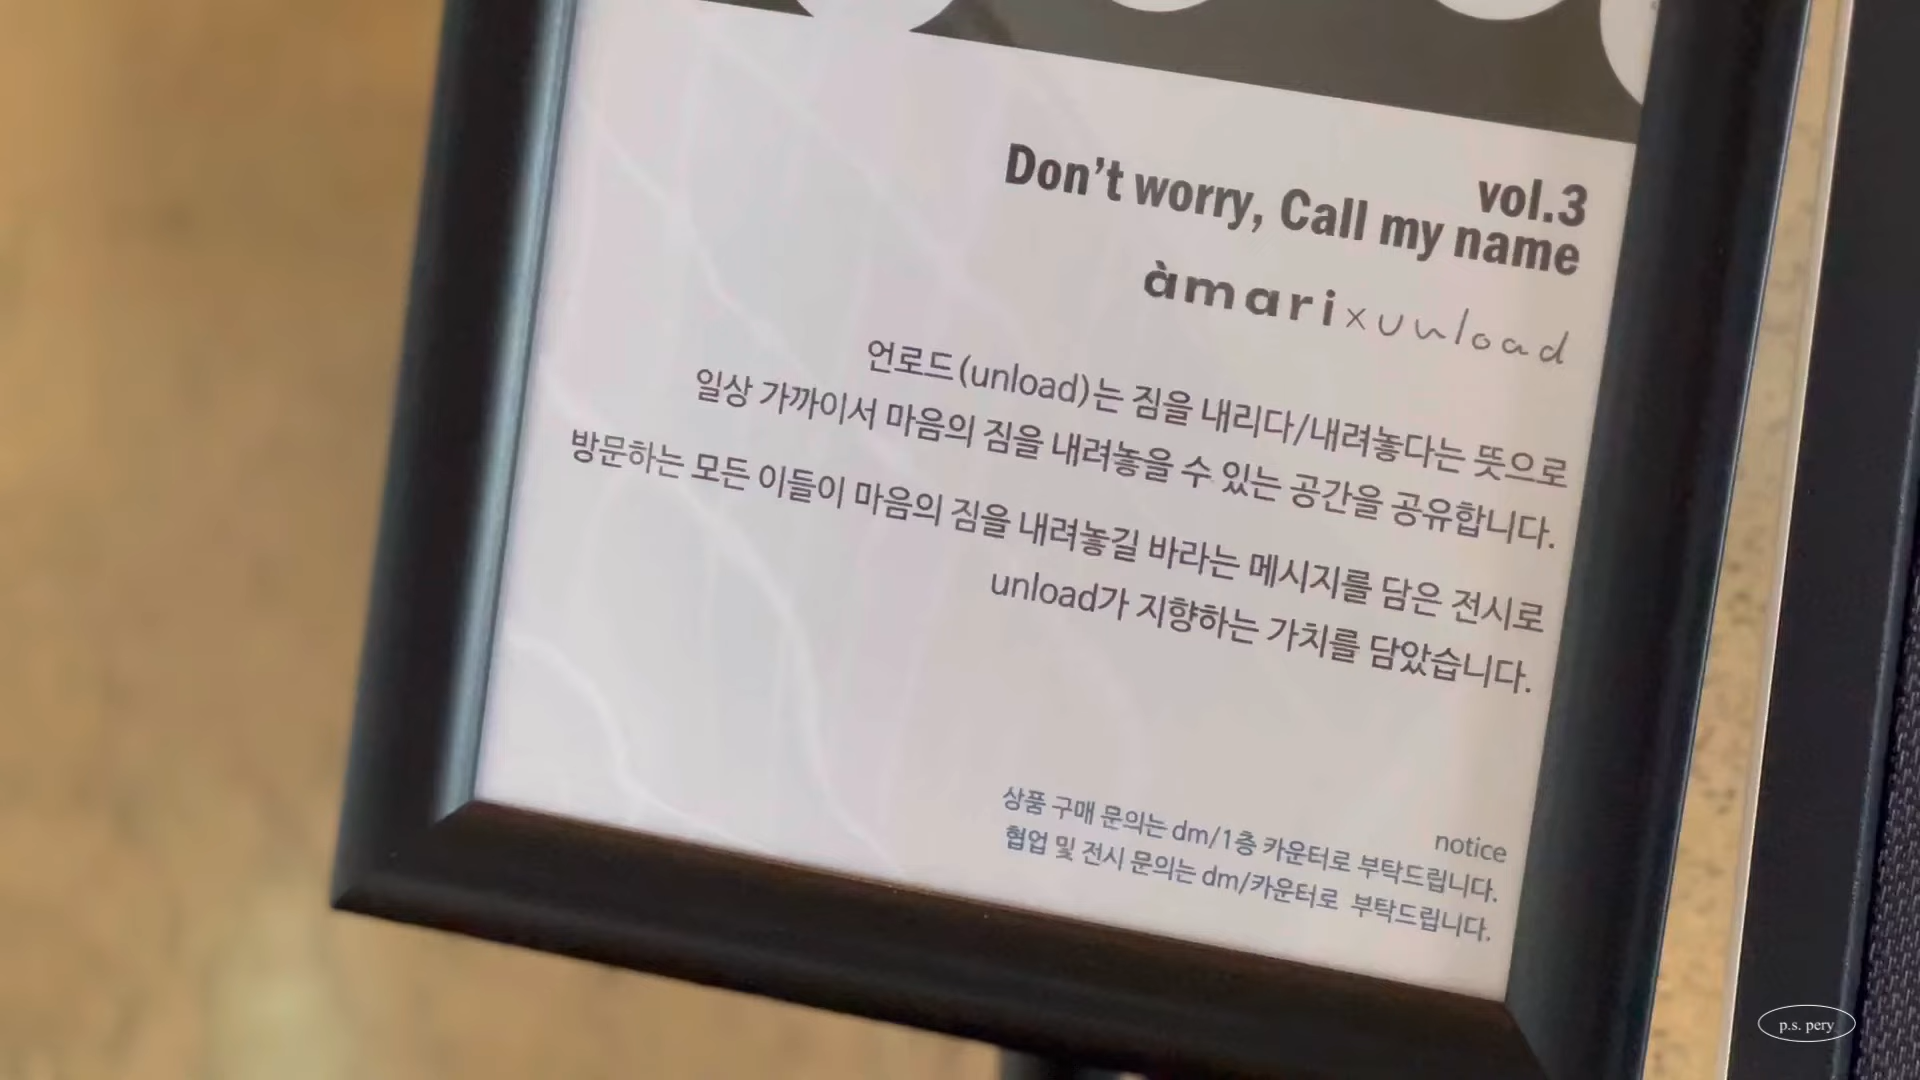 vol.3
Don't worry, Call my name
àmari x unload
언로드(unload)는 짐을 내리다/내려놓다는 뜻으로
일상 가까이서 마음의 짐을 내려놓을 수 있는 공간을 공유합니다.
방문하는 모든 이들이 마음의 짐을 내려놓길 바라는 메시지를 담은 전시로
unload가 지향하는 가치를 담았습니다.
notice
상품 구매 문의는 dm/1층 카운터로 부탁드립니다.
협업 및 전시 문의는 dm/카운터로 부탁드립니다.
p.s. pery